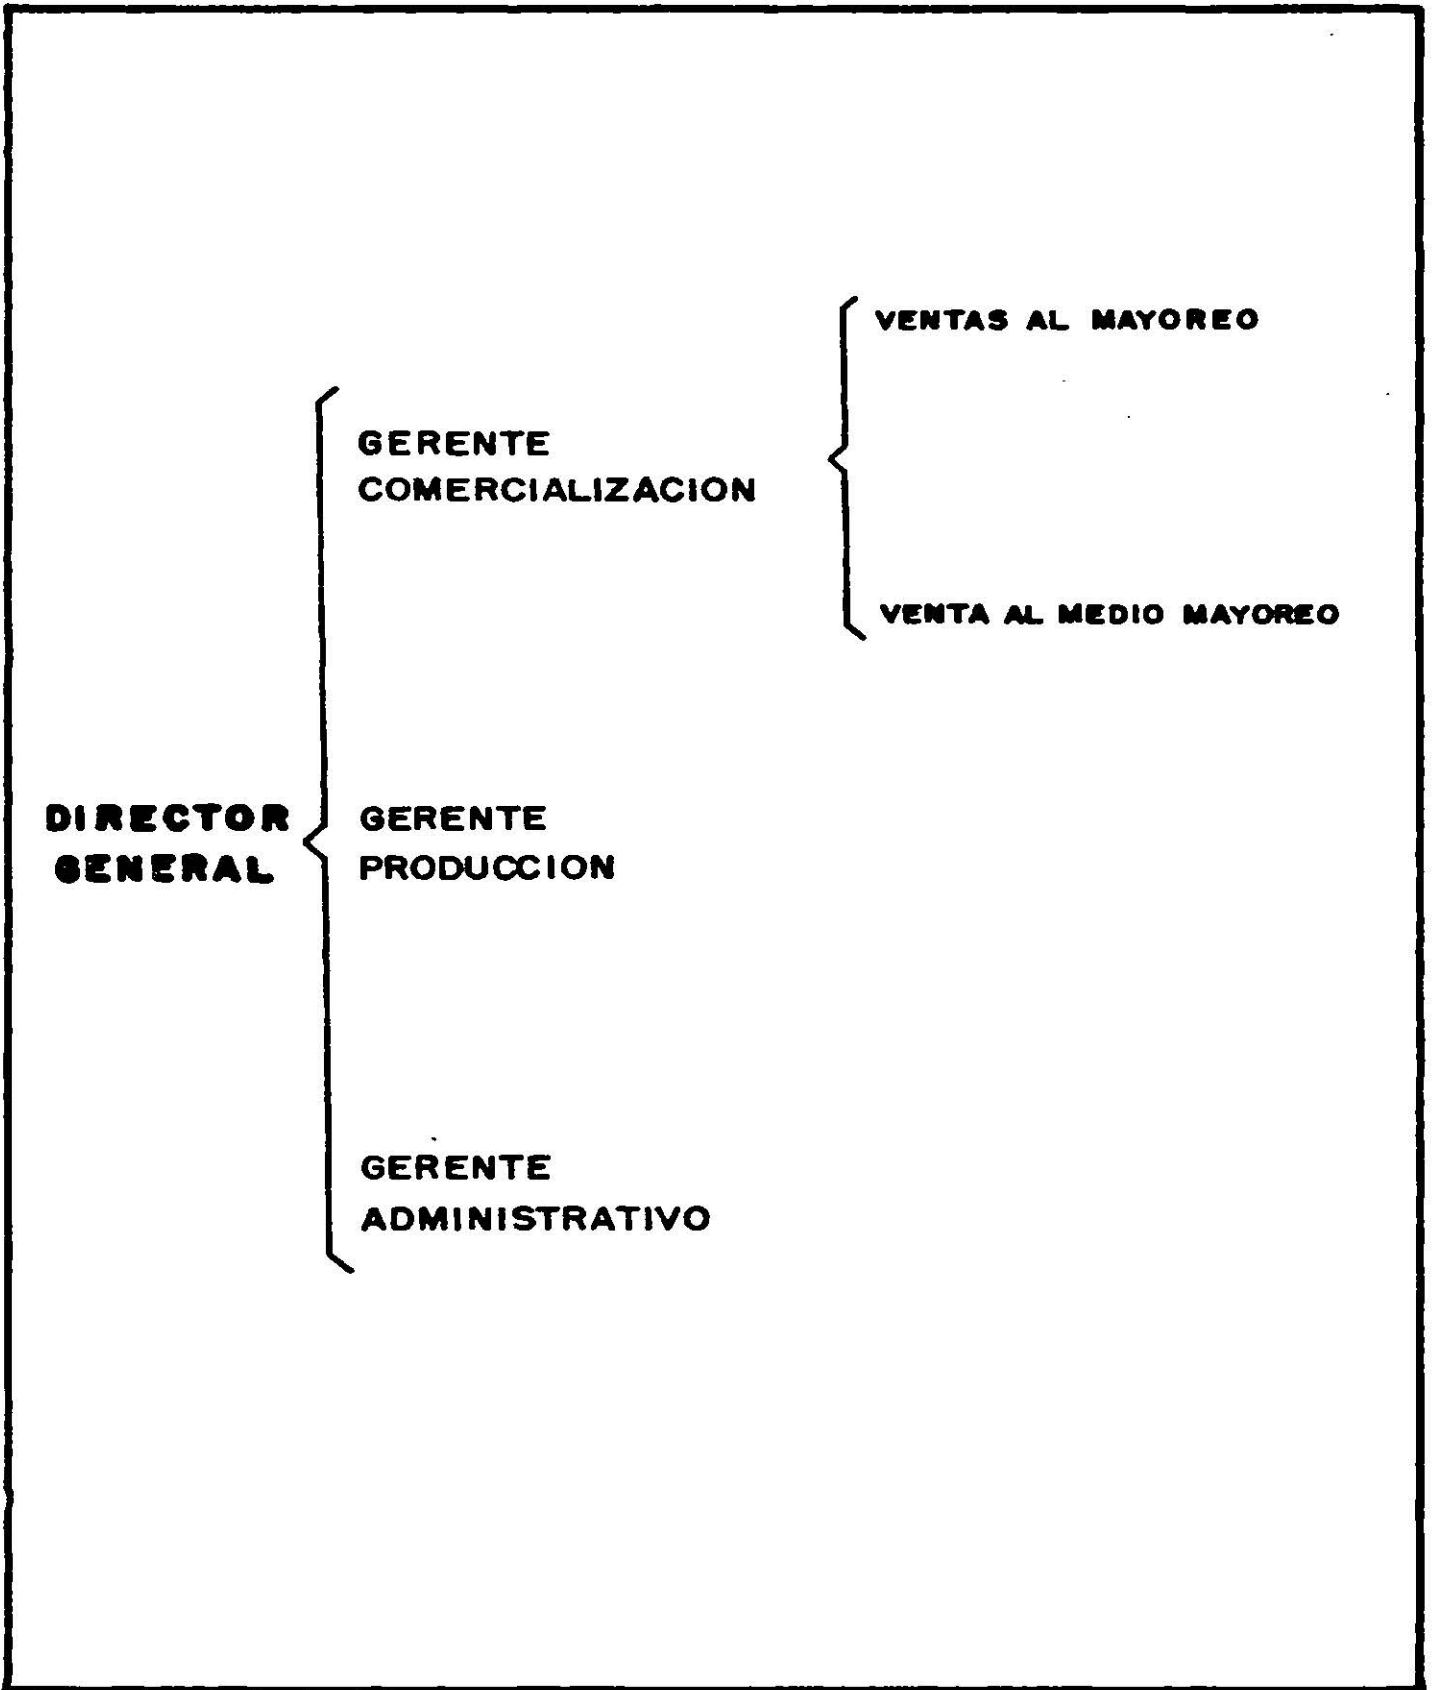 VENTAS AL MAYOREO
GERENTE
COMERCIALIZACION
VENTA AL MEDIO MAYOREO
DIRECTOR
GENERAL
GERENTE
PRODUCCION
GERENTE
ADMINISTRATIVO